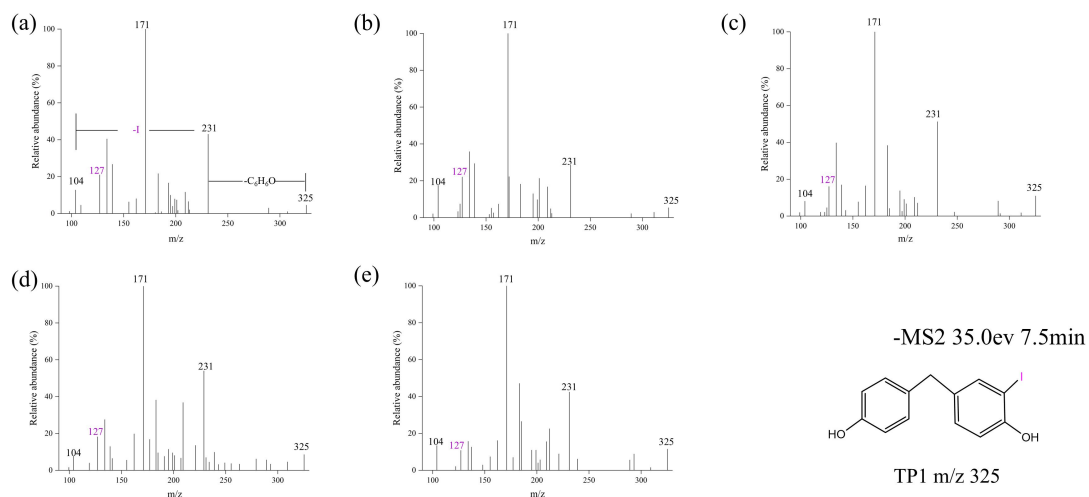 (a)
171
100
80
60
40
20
0
Relative abundance (%)
-I
231
127
104
-C₆H₆O
325
100 150 200 250 300
m/z
(b)
171
100
80
60
40
20
0
Relative abundance (%)
231
127
104
325
100 150 200 250 300
m/z
(c)
171
100
80
60
40
20
0
Relative abundance (%)
231
127
104
325
100 150 200 250 300
m/z
(d)
171
100
80
60
40
20
0
Relative abundance (%)
231
127
104
325
100 150 200 250 300
m/z
(e)
171
100
80
60
40
20
0
Relative abundance (%)
231
127
104
325
100 150 200 250 300
m/z
-MS2 35.0ev 7.5min
I
HO
OH
TP1 m/z 325